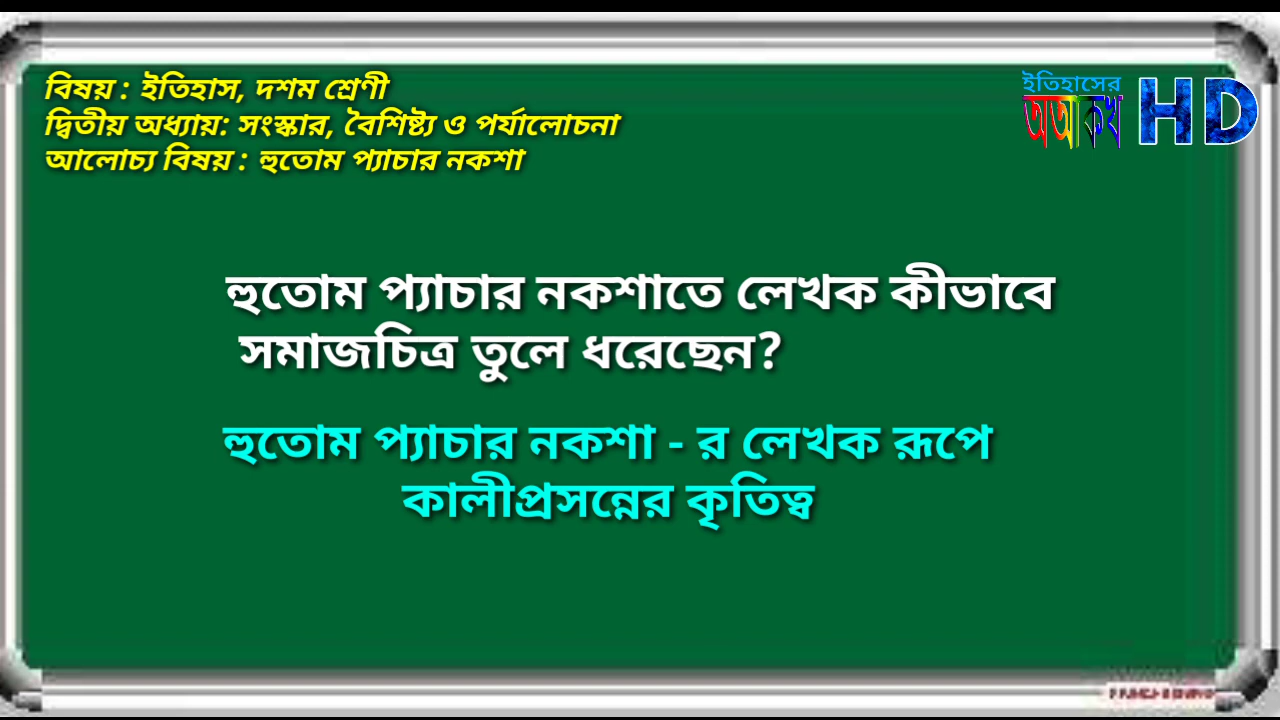 বিষয় : ইতিহাস, দশম শ্রেণী
দ্বিতীয় অধ্যায়: সংস্কার, বৈশিষ্ট্য ও পর্যালোচনা
আলোচ্য বিষয় : হুতোম প্যাচার নকশা
ইতিহাসের
অআকখ HD
হুতোম প্যাচার নকশাতে লেখক কীভাবে
সমাজচিত্র তুলে ধরেছেন?
হুতোম প্যাচার নকশা - র লেখক রূপে
কালীপ্রসন্নের কৃতিত্ব